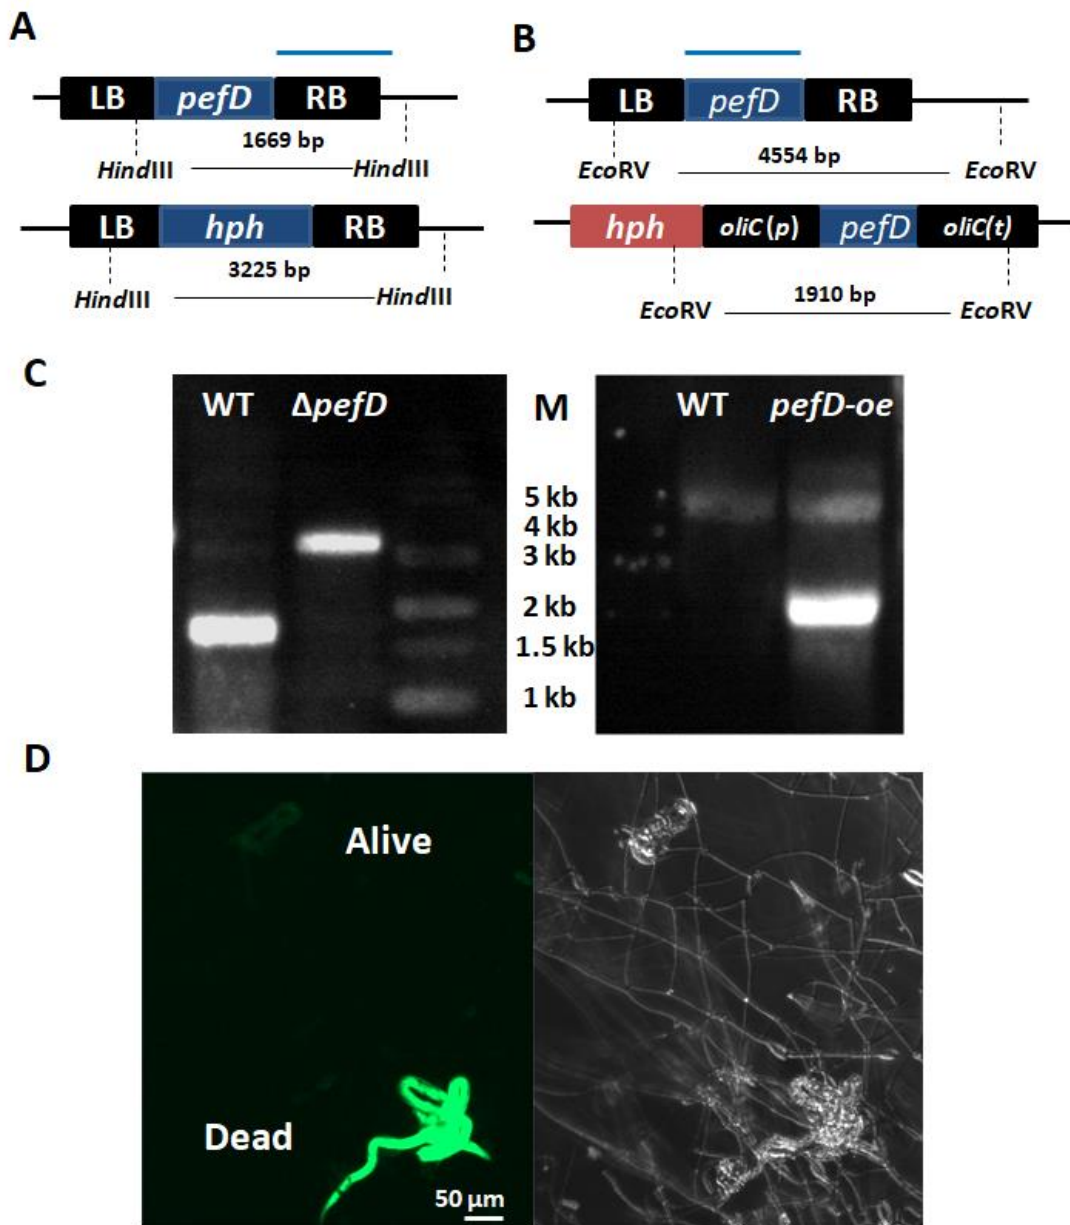 A
LB pefD RB
1669 bp
HindIII HindIII
LB hph RB
3225 bp
HindIII HindIII
B
LB pefD RB
4554 bp
EcoRV EcoRV
hph oliC(p) pefD oliC(t)
1910 bp
EcoRV EcoRV
C
WT ΔpefD M WT pefD-oe
5 kb
4 kb
3 kb
2 kb
1.5 kb
1 kb
D
Alive
Dead
50 µm